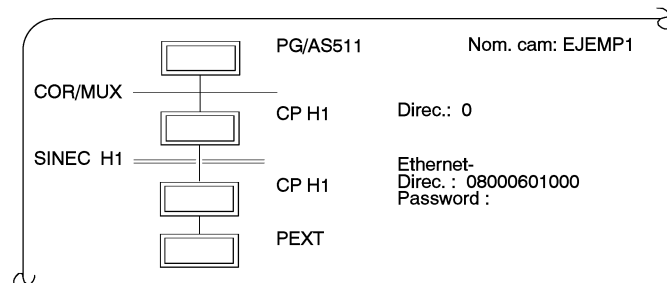 PG/AS511 Nom. cam: EJEMP1
COR/MUX
CP H1 Direc.: 0
SINEC H1
Ethernet-
CP H1 Direc. : 08000601000
Password :
PEXT